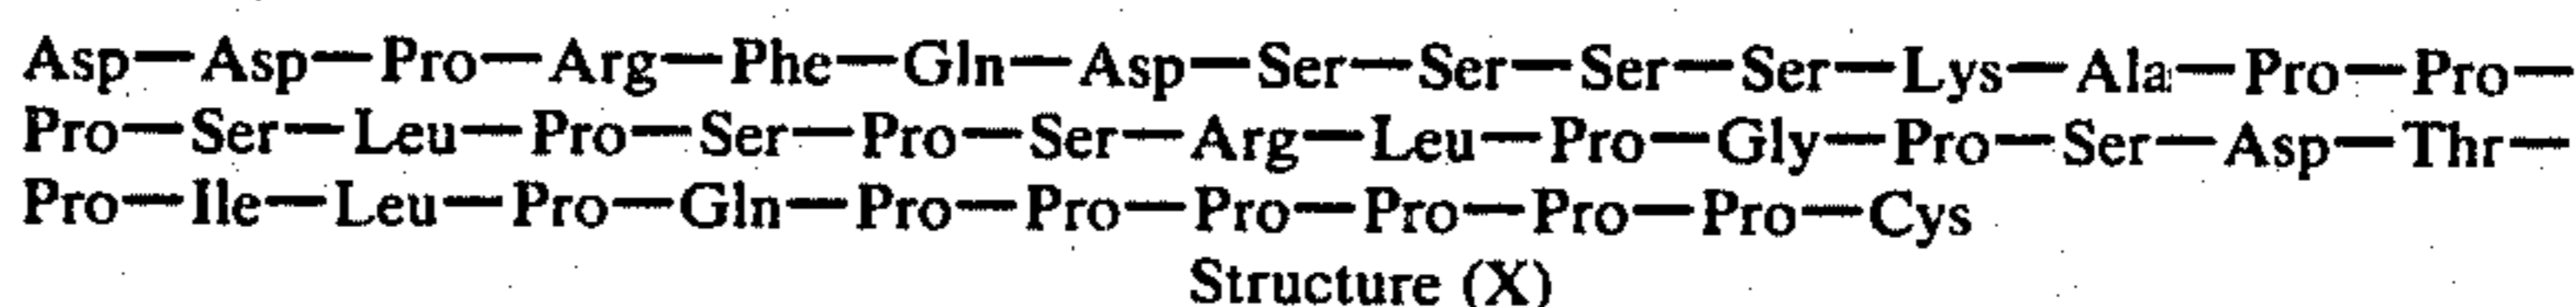 Asp—Asp—Pro—Arg—Phe—Gln—Asp—Ser—Ser—Ser—Ser—Lys—Ala—Pro—Pro—
Pro—Ser—Leu—Pro—Ser—Pro—Ser—Arg—Leu—Pro—Gly—Pro—Ser—Asp—Thr—
Pro—Ile—Leu—Pro—Gln—Pro—Pro—Pro—Pro—Pro—Pro—Cys
Structure (X)